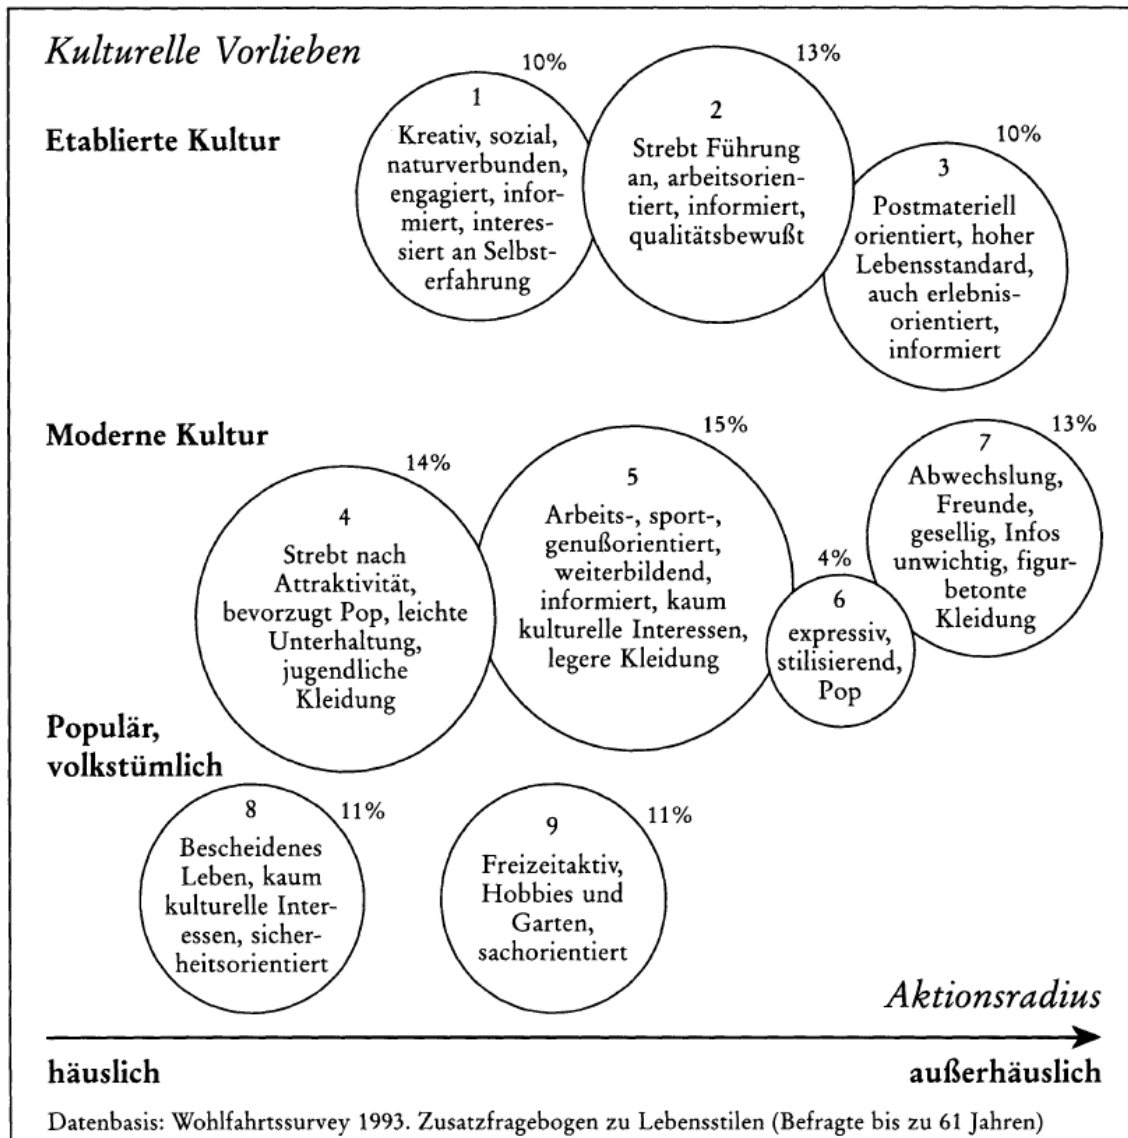 Kulturelle Vorlieben
Etablierte Kultur
10%
1
Kreativ, sozial,
naturverbunden,
engagiert, infor-
miert, interes-
siert an Selbst-
erfahrung
13%
2
Strebt Führung
an, arbeitsorien-
tiert, informiert,
qualitätsbewußt
10%
3
Postmateriell
orientiert, hoher
Lebensstandard,
auch erlebnis-
orientiert,
informiert
Moderne Kultur
14%
4
Strebt nach
Attraktivität,
bevorzugt Pop, leichte
Unterhaltung,
jugendliche
Kleidung
15%
5
Arbeits-, sport-,
genußorientiert,
weiterbildend,
informiert, kaum
kulturelle Interessen,
legere Kleidung
4%
6
expressiv,
stilisierend,
Pop
13%
7
Abwechslung,
Freunde,
gesellig, Infos
unwichtig, figur-
betonte
Kleidung
Populär,
volkstümlich
11%
8
Bescheidenes
Leben, kaum
kulturelle Inter-
essen, sicher-
heitsorientiert
11%
9
Freizeitaktiv,
Hobbies und
Garten,
sachorientiert
Aktionsradius
häuslich
außerhäuslich
Datenbasis: Wohlfahrtssurvey 1993. Zusatzfragebogen zu Lebensstilen (Befragte bis zu 61 Jahren)